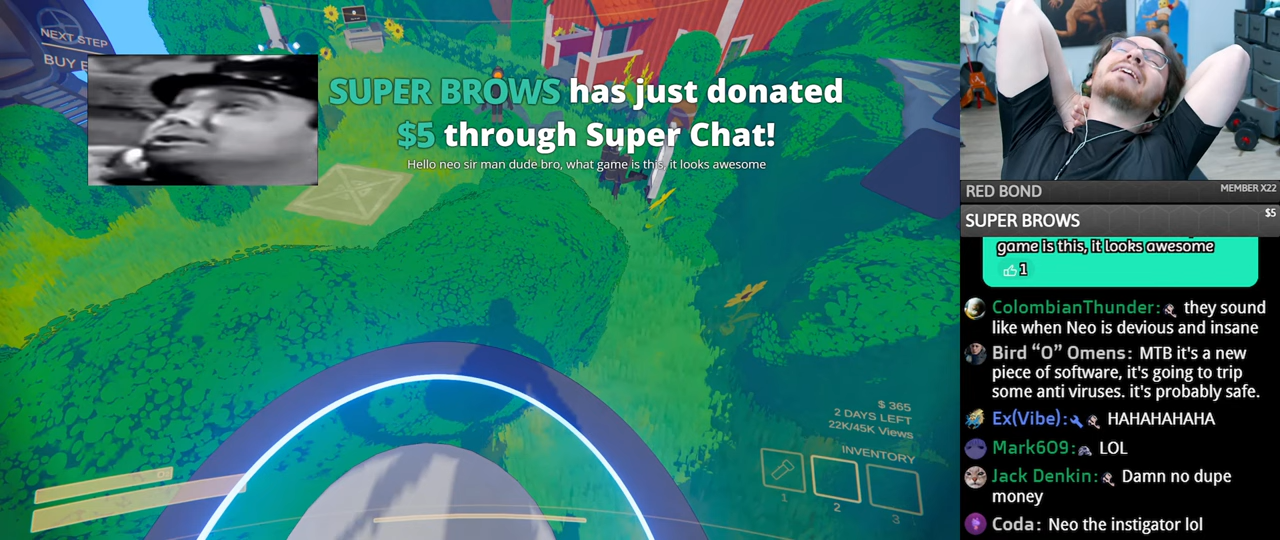 NEXT STEP
BUY
SUPER BROWS has just donated
$5 through Super Chat!
Hello neo sir man dude bro, what game is this, it looks awesome
$ 365
2 DAYS LEFT
22K/45K Views
INVENTORY
1
2
3
RED BOND
MEMBER X22
SUPER BROWS
$5
game is this, it looks awesome
1
ColombianThunder: they sound
like when Neo is devious and insane
Bird “O” Omens: MTB it's a new
piece of software, it's going to trip
some anti viruses. it's probably safe.
Ex(Vibe): HAHAHAHAHA
Mark609: LOL
Jack Denkin: Damn no dupe
money
Coda: Neo the instigator lol